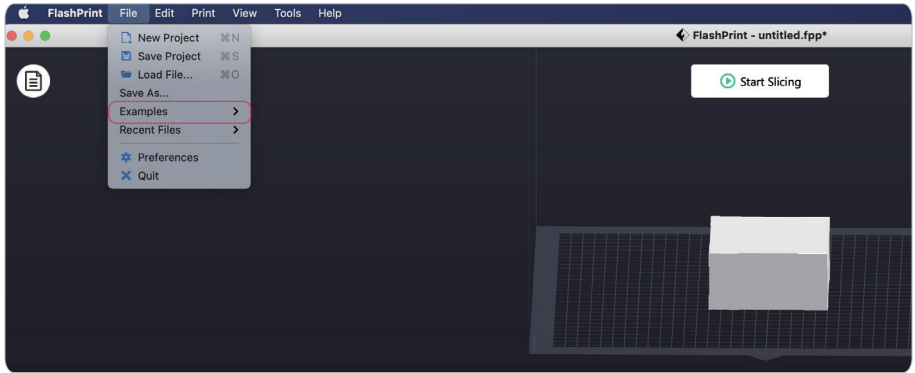 FlashPrint File Edit Print View Tools Help
FlashPrint - untitled.fpp*
New Project ⌘N
Save Project ⌘S
Load File... ⌘O
Save As...
Examples
Recent Files
Preferences
Quit
Start Slicing